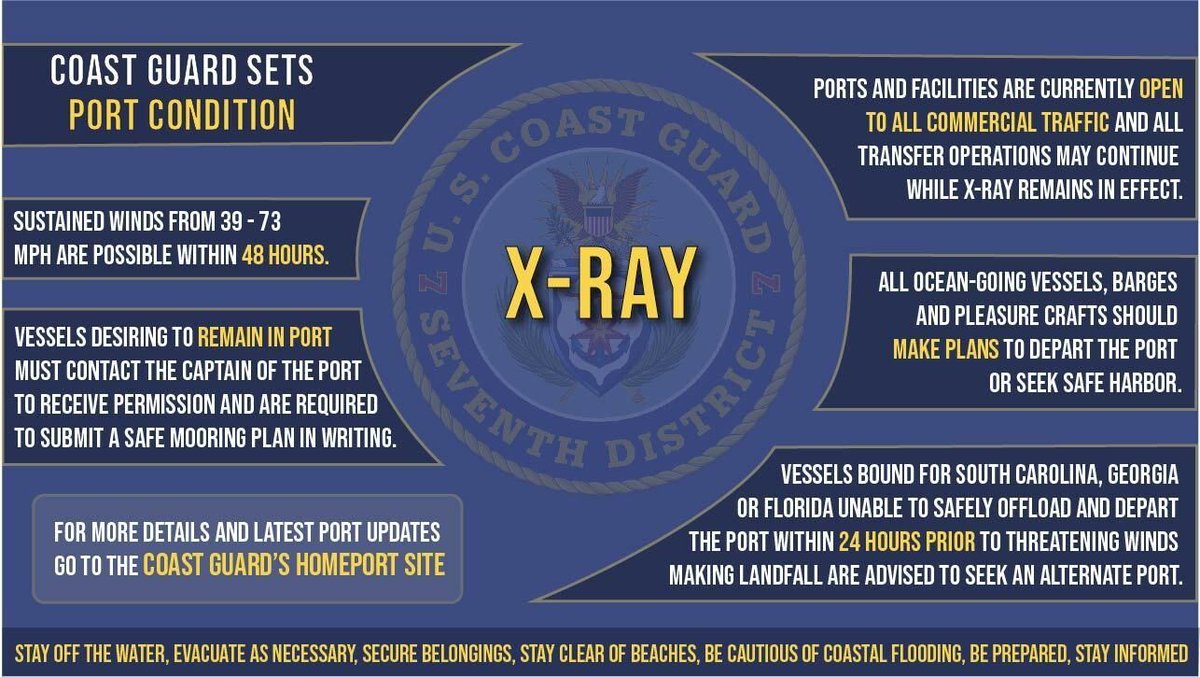 COAST GUARD SETS
PORT CONDITION
SUSTAINED WINDS FROM 39 - 73
MPH ARE POSSIBLE WITHIN 48 HOURS.
VESSELS DESIRING TO REMAIN IN PORT
MUST CONTACT THE CAPTAIN OF THE PORT
TO RECEIVE PERMISSION AND ARE REQUIRED
TO SUBMIT A SAFE MOORING PLAN IN WRITING.
FOR MORE DETAILS AND LATEST PORT UPDATES
GO TO THE COAST GUARD'S HOMEPORT SITE
U. S. COAST GUARD
X-RAY
Z
Z
SEVENTH DISTRICT
PORTS AND FACILITIES ARE CURRENTLY OPEN
TO ALL COMMERCIAL TRAFFIC AND ALL
TRANSFER OPERATIONS MAY CONTINUE
WHILE X-RAY REMAINS IN EFFECT.
ALL OCEAN-GOING VESSELS, BARGES
AND PLEASURE CRAFTS SHOULD
MAKE PLANS TO DEPART THE PORT
OR SEEK SAFE HARBOR.
VESSELS BOUND FOR SOUTH CAROLINA, GEORGIA
OR FLORIDA UNABLE TO SAFELY OFFLOAD AND DEPART
THE PORT WITHIN 24 HOURS PRIOR TO THREATENING WINDS
MAKING LANDFALL ARE ADVISED TO SEEK AN ALTERNATE PORT.
STAY OFF THE WATER, EVACUATE AS NECESSARY, SECURE BELONGINGS, STAY CLEAR OF BEACHES, BE CAUTIOUS OF COASTAL FLOODING, BE PREPARED, STAY INFORMED